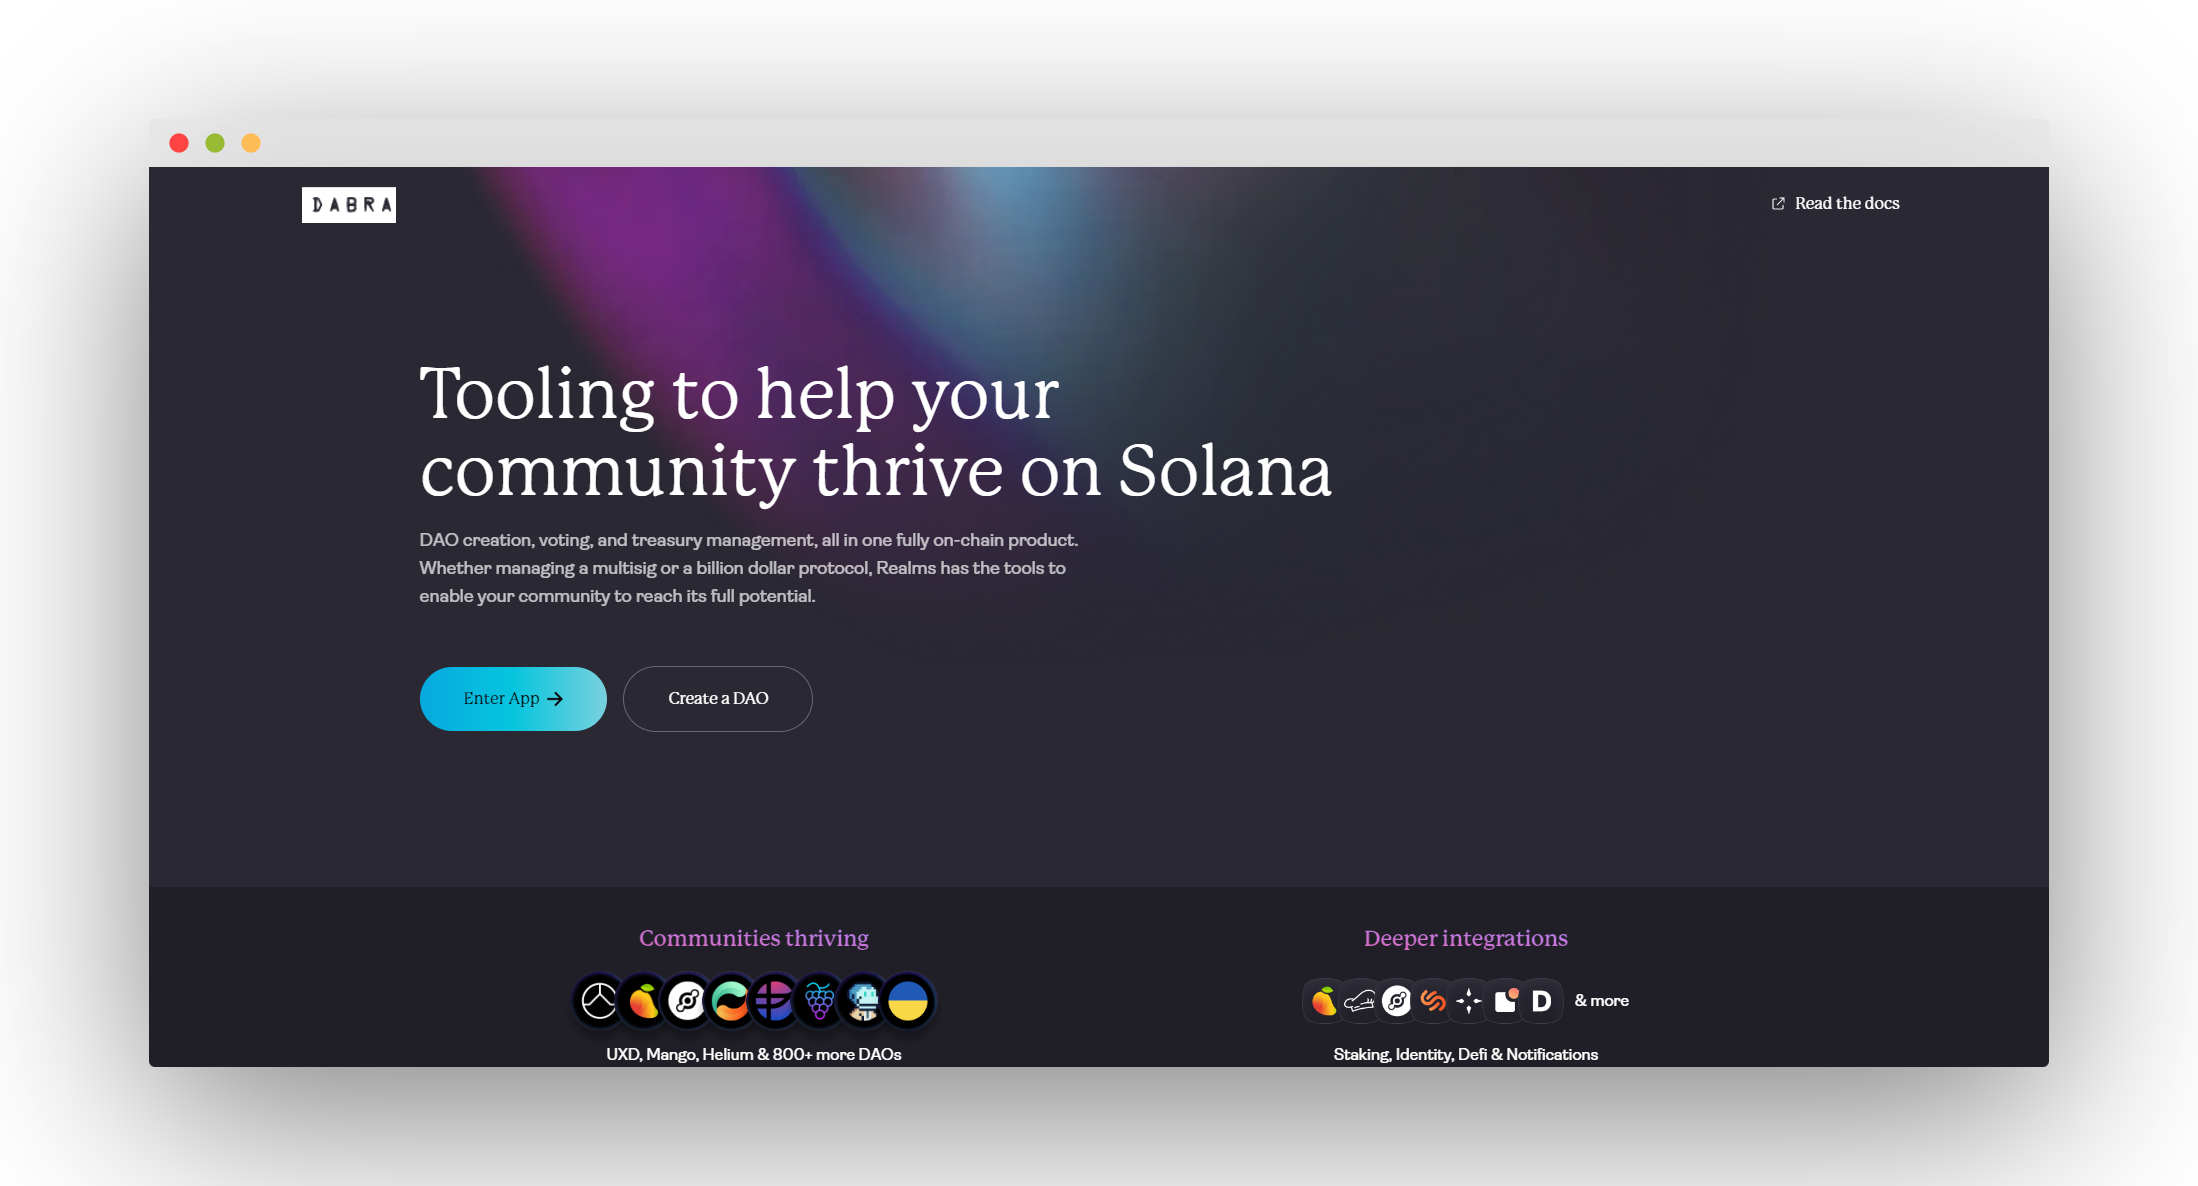 DABRA
Read the docs
Tooling to help your
community thrive on Solana
DAO creation, voting, and treasury management, all in one fully on-chain product.
Whether managing a multisig or a billion dollar protocol, Realms has the tools to
enable your community to reach its full potential.
Enter App
Create a DAO
Communities thriving
UXD, Mango, Helium & 800+ more DAOs
Deeper integrations
D
& more
Staking, Identity, Defi & Notifications